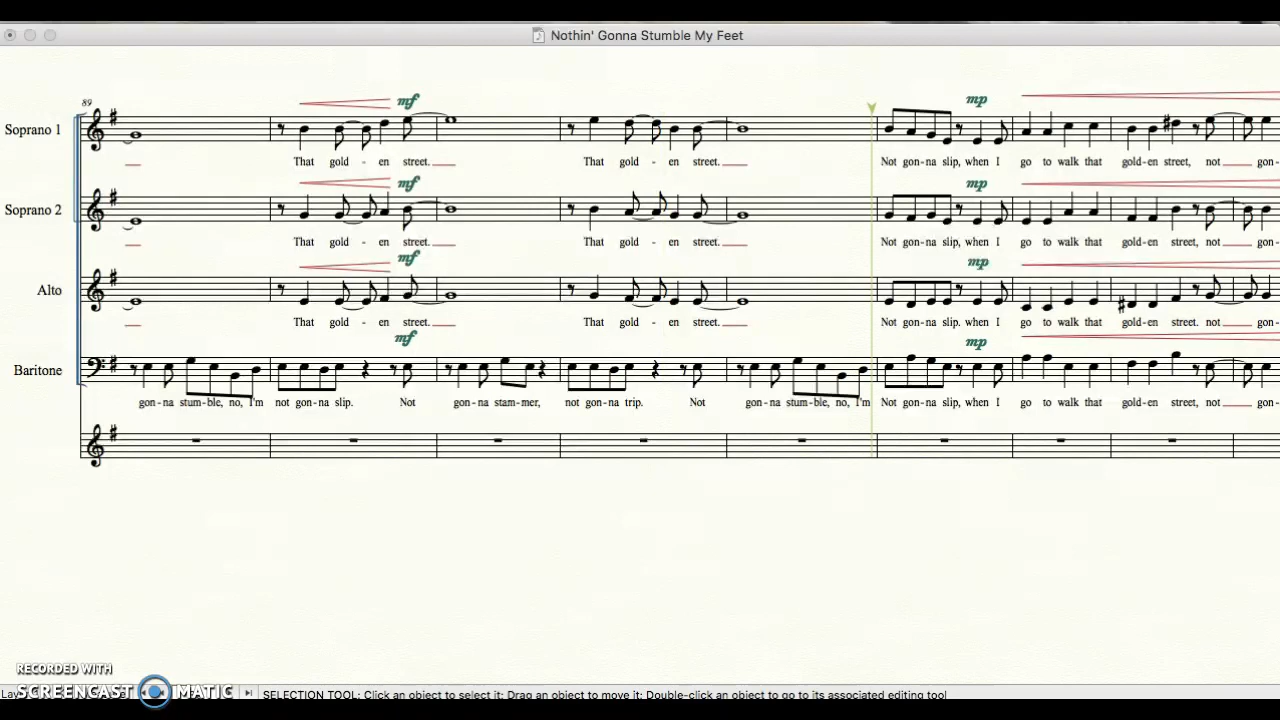 Nothin' Gonna Stumble My Feet
89
mf
Soprano 1
mp
That gold - en street.
That gold - en street.
Not gon-na slip, when I go to walk that gold-en street, not gon-
mf
mp
Soprano 2
That gold - en street.
That gold - en street.
Not gon-na slip, when I go to walk that gold-en street, not gon-
mf
mp
Alto
That gold - en street.
That gold - en street.
Not gon-na slip. when I go to walk that gold-en street. not gon-
mf
mp
Baritone
gon-na stum-ble, no, I'm not gon-na slip. Not gon-na stam-mer, not gon-na trip. Not gon-na stum-ble, no, I'm Not gon-na slip, when I go to walk that gold-en street, not gon-
RECORDED WITH
SCREENCAST MATIC
SELECTION TOOL: Click an object to select it; Drag an object to move it; Double-click an object to go to its associated editing tool